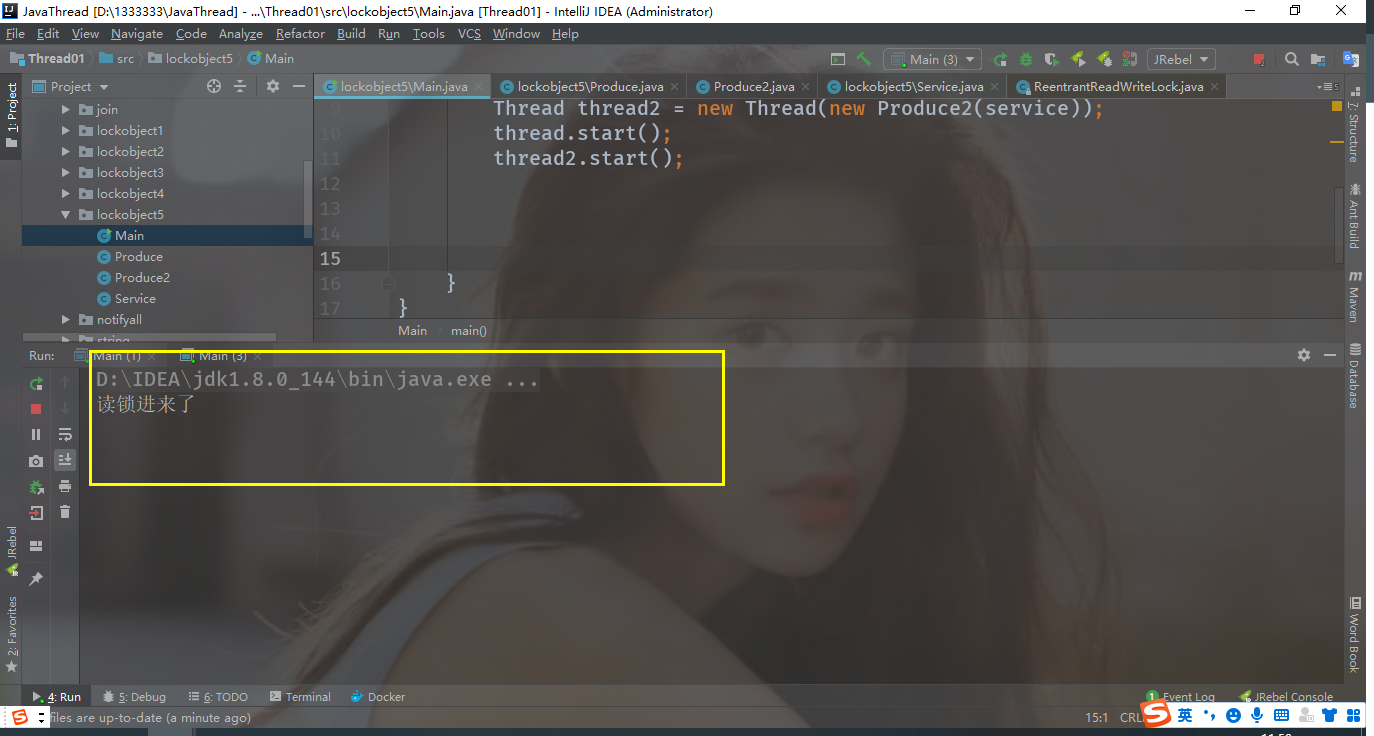 JavaThread [D:\1333333\JavaThread] - ...\Thread01\src\lockobject5\Main.java [Thread01] - IntelliJ IDEA (Administrator)
File Edit View Navigate Code Analyze Refactor Build Run Tools VCS Window Help
Thread01 src lockobject5 Main
Main (3) JRebel
1: Project
Project
lockobject5\Main.java lockobject5\Produce.java Produce2.java lockobject5\Service.java ReentrantReadWriteLock.java
5
join
lockobject1
lockobject2
lockobject3
lockobject4
lockobject5
Main
Produce
Produce2
Service
notifyall
string
9 Thread thread2 = new Thread(new Produce2(service));
10 thread.start();
11 thread2.start();
12
13
14
15
16 }
17 }
Main main()
7: Structure
Ant Build
Maven
Database
Word Book
Run: Main (1) Main (3)
D:\IDEA\jdk1.8.0_144\bin\java.exe ...
读锁进来了
JRebel
2: Favorites
4: Run 5: Debug 6: TODO Terminal Docker 1 Event Log JRebel Console
files are up-to-date (a minute ago) 15:1 CRL
英